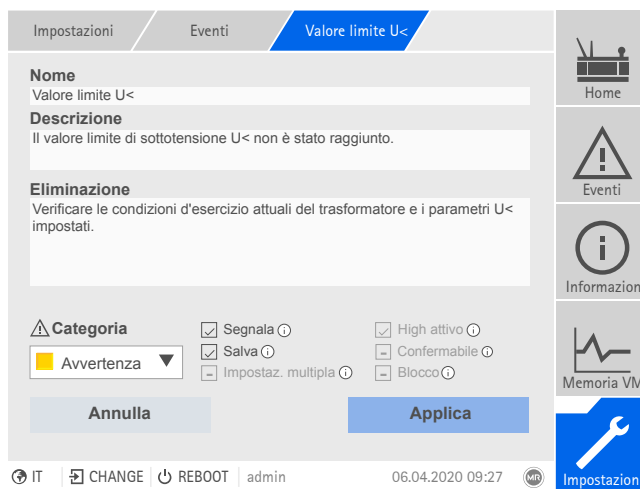 Impostazioni
Eventi
Valore limite U<
Nome
Valore limite U<
Descrizione
Il valore limite di sottotensione U< non è stato raggiunto.
Eliminazione
Verificare le condizioni d'esercizio attuali del trasformatore e i parametri U<
impostati.
Categoria
Avvertenza
Segnala
Salva
Impostaz. multipla
High attivo
Confermabile
Blocco
Annulla
Applica
Home
Eventi
Informazion
Memoria VM
Impostazion
IT CHANGE REBOOT admin 06.04.2020 09:27 MR